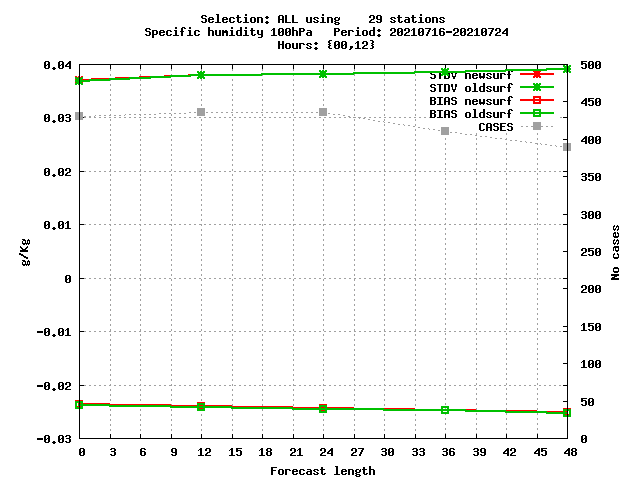 Selection: ALL using    29 stations
Specific humidity 100hPa   Period: 20210716-20210724
Hours: {00,12}
0.04
0.03
0.02
0.01
0
-0.01
-0.02
-0.03
g/Kg
STDV newsurf
STDV oldsurf
BIAS newsurf
BIAS oldsurf
CASES
500
450
400
350
300
250
200
150
100
50
0
No cases
0 3 6 9 12 15 18 21 24 27 30 33 36 39 42 45 48
Forecast length